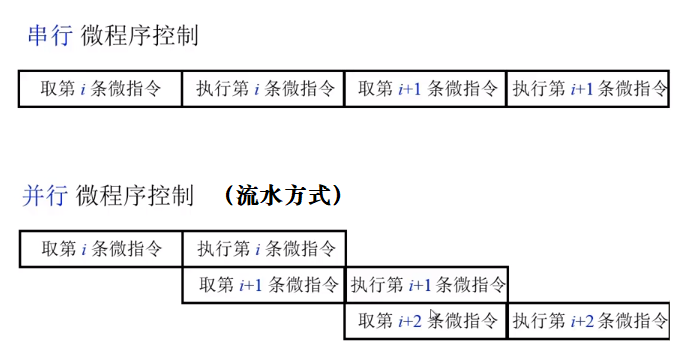 串行 微程序控制
取第 i 条微指令 执行第 i 条微指令 取第 i+1 条微指令 执行第 i+1 条微指令
并行 微程序控制 （流水方式）
取第 i 条微指令 执行第 i 条微指令
取第 i+1 条微指令 执行第 i+1 条微指令
取第 i+2 条微指令 执行第 i+2 条微指令